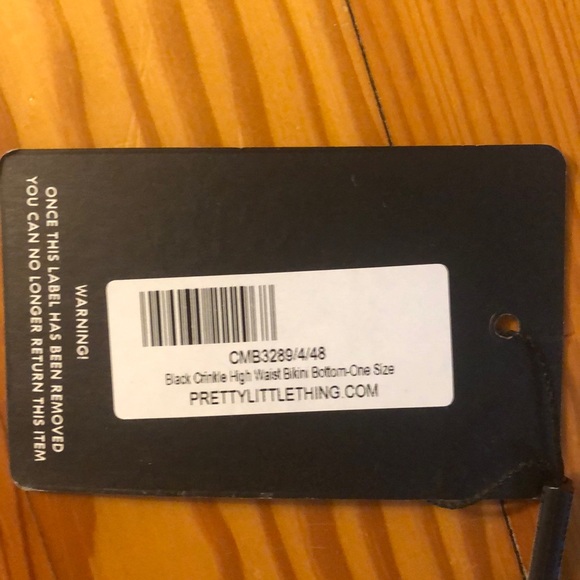 WARNING!
ONCE THIS LABEL HAS BEEN REMOVED
YOU CAN NO LONGER RETURN THIS ITEM
CMB3289/4/48
Black Crinkle High Waist Bikini Bottom-One Size
PRETTYLITTLETHING.COM